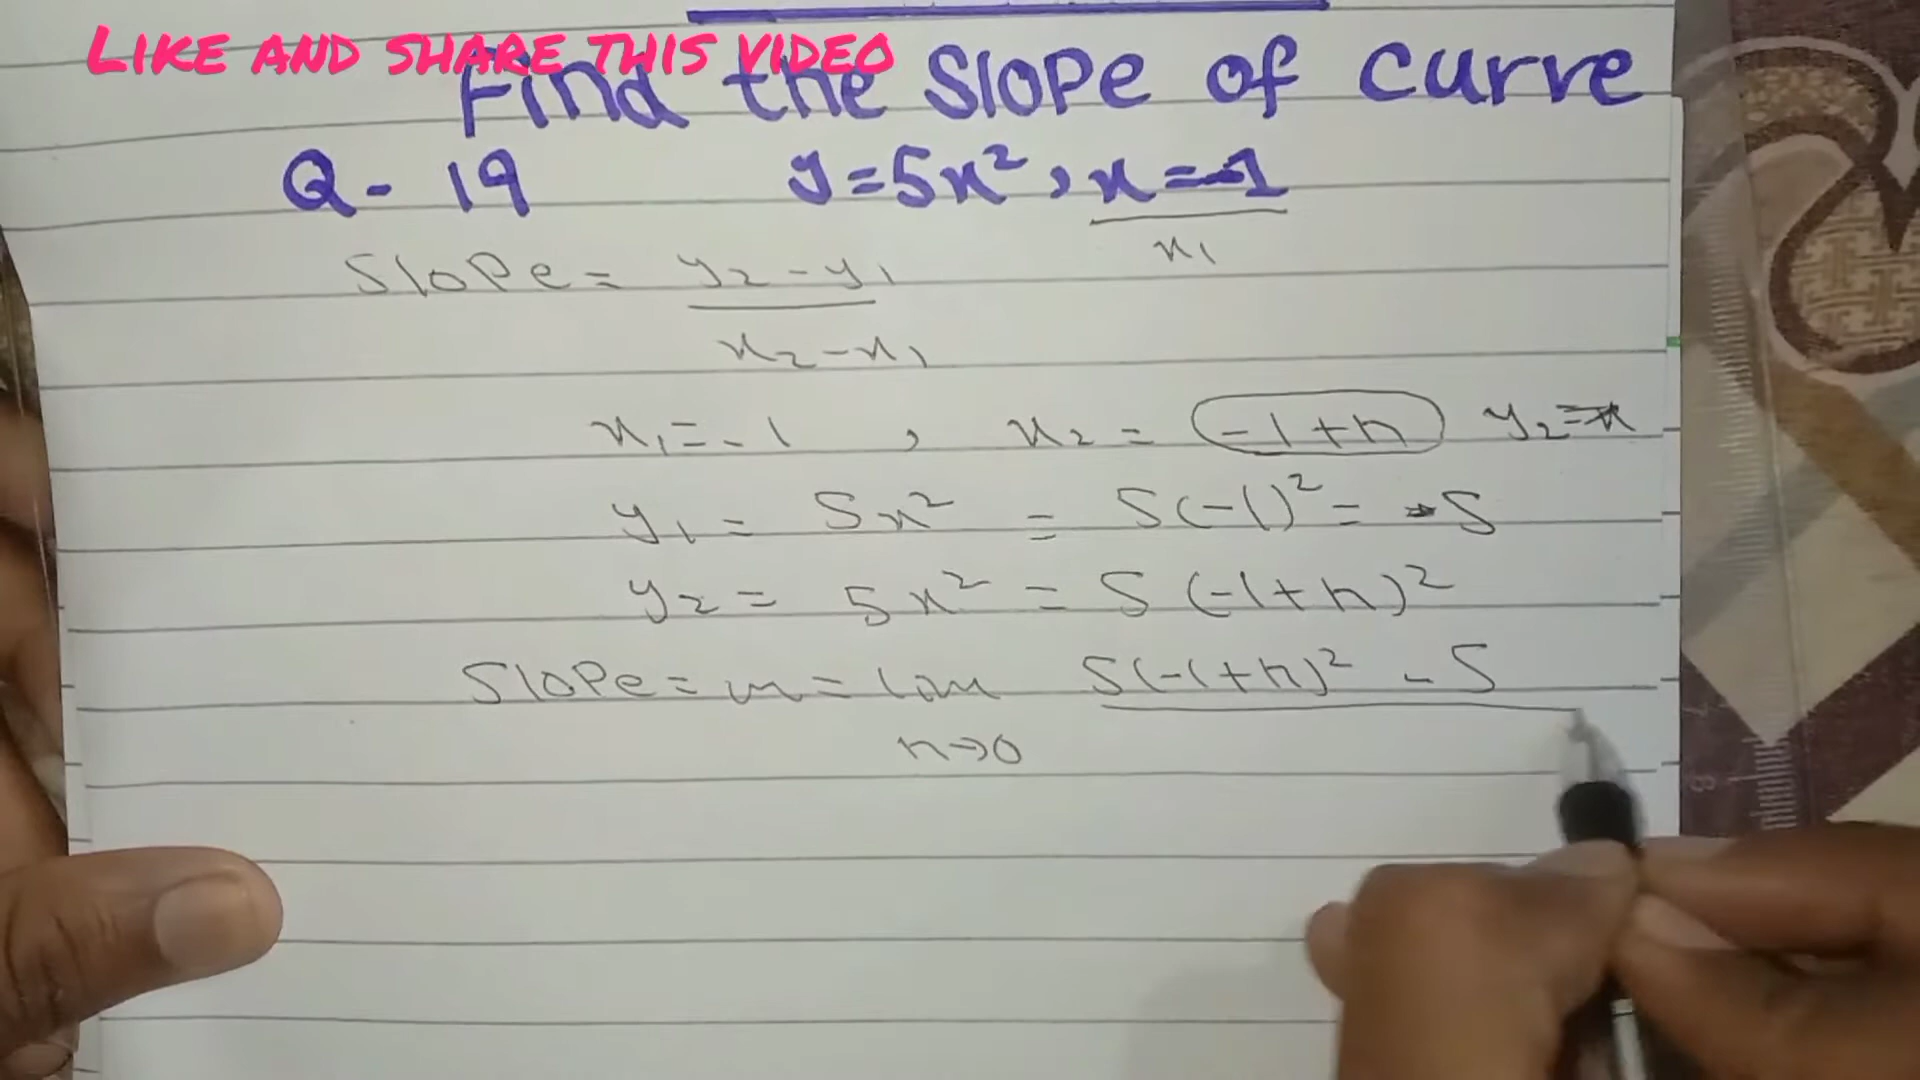 LIKE AND SHARE THIS VIDEO
Find the Slope of curve
Q - 19 y=5x², x=-1
x₁
Slope = y₂-y₁
x₂-x₁
x₁=-1 , x₂ = -1+h y₂=x
y₁ = 5x² = 5(-1)² = 5
y₂ = 5x² = 5(-1+h)²
Slope = m = lim 5(-1+h)² - 5
h→0